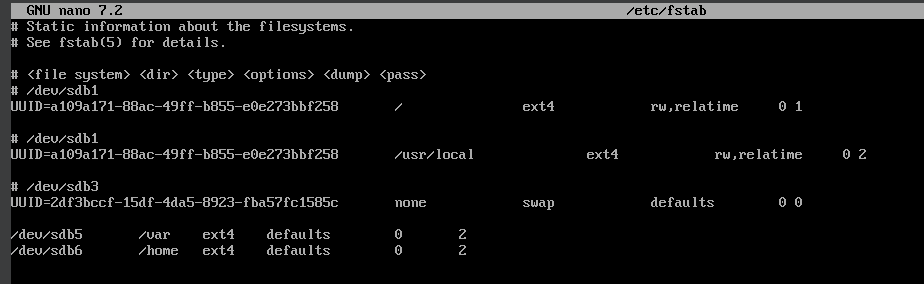 GNU nano 7.2 /etc/fstab
# Static information about the filesystems.
# See fstab(5) for details.
# <file system> <dir> <type> <options> <dump> <pass>
# /dev/sdb1
UUID=a109a171-88ac-49ff-b855-e0e273bbf258 / ext4 rw,relatime 0 1
# /dev/sdb1
UUID=a109a171-88ac-49ff-b855-e0e273bbf258 /usr/local ext4 rw,relatime 0 2
# /dev/sdb3
UUID=2df3bccf-15df-4da5-8923-fba57fc1585c none swap defaults 0 0
/dev/sdb5 /var ext4 defaults 0 2
/dev/sdb6 /home ext4 defaults 0 2